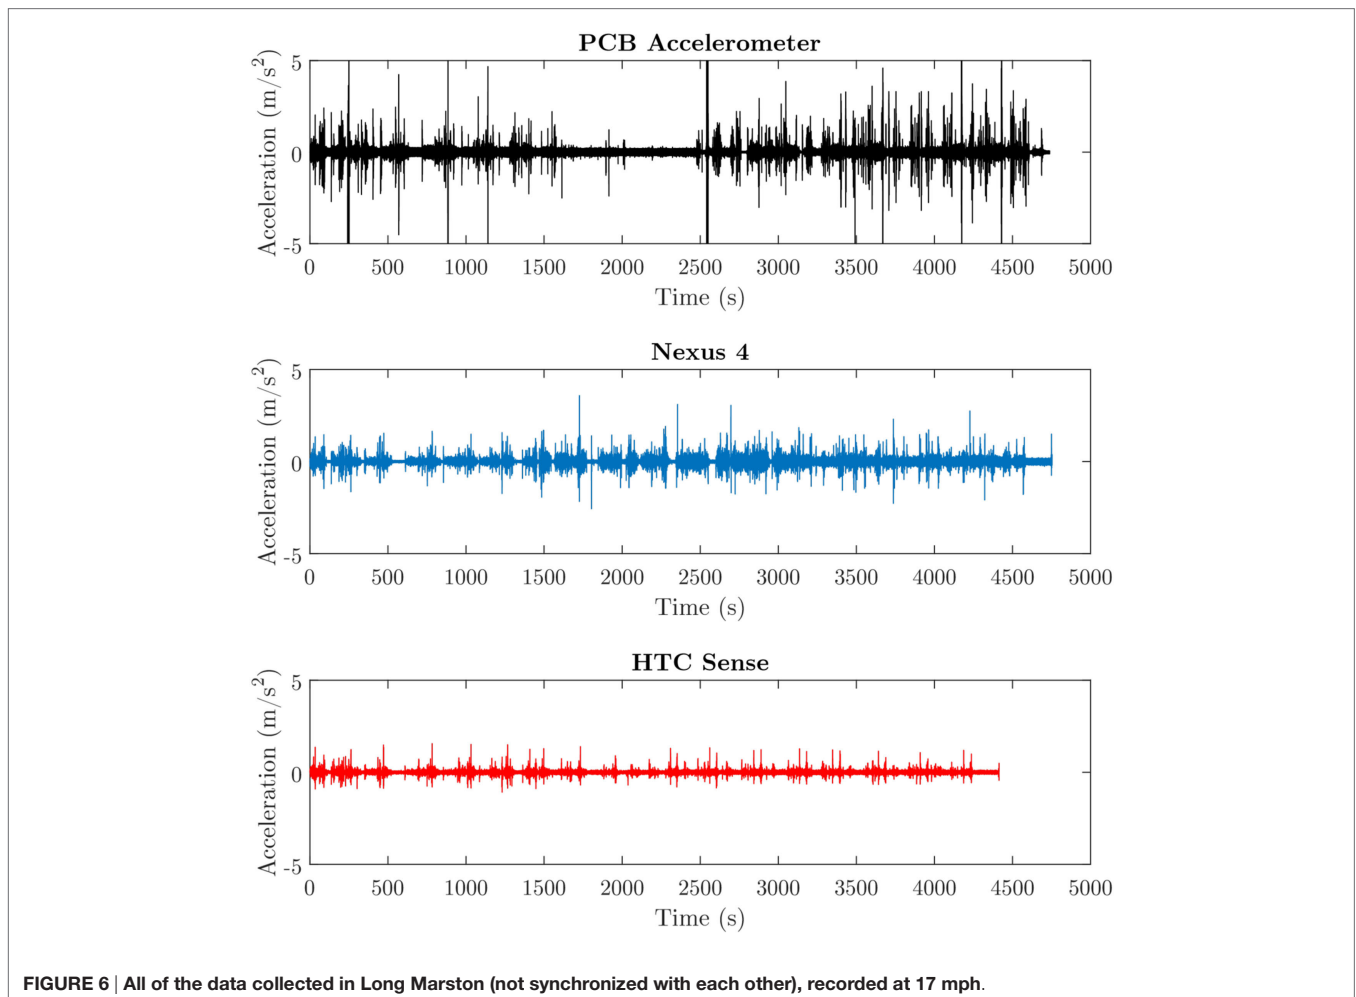 PCB Accelerometer
Acceleration (m/s²)
5
0
-5
0 500 1000 1500 2000 2500 3000 3500 4000 4500 5000
Time (s)
Nexus 4
Acceleration (m/s²)
5
0
-5
0 500 1000 1500 2000 2500 3000 3500 4000 4500 5000
Time (s)
HTC Sense
Acceleration (m/s²)
5
0
-5
0 500 1000 1500 2000 2500 3000 3500 4000 4500 5000
Time (s)
FIGURE 6 | All of the data collected in Long Marston (not synchronized with each other), recorded at 17 mph.